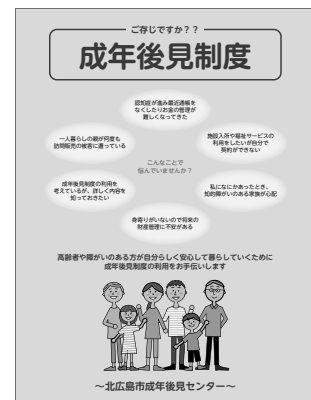 ご存じですか？？
成年後見制度
認知症が進み最近通帳を
なくしたりお金の管理が
難しくなってきた
一人暮らしの親が何度も
訪問販売の被害に遭っている
施設入所や福祉サービスの
利用をしたいが自分で
契約ができない
こんなことで
悩んでいませんか？
成年後見制度の利用を
考えているが、詳しく内容を
知っておきたい
私になにかあったとき、
知的障がいのある家族が心配
身寄りがいないので将来の
財産管理に不安がある
高齢者や障がいのある方が自分らしく安心して暮らしていくために
成年後見制度の利用をお手伝いします
～北広島市成年後見センター～